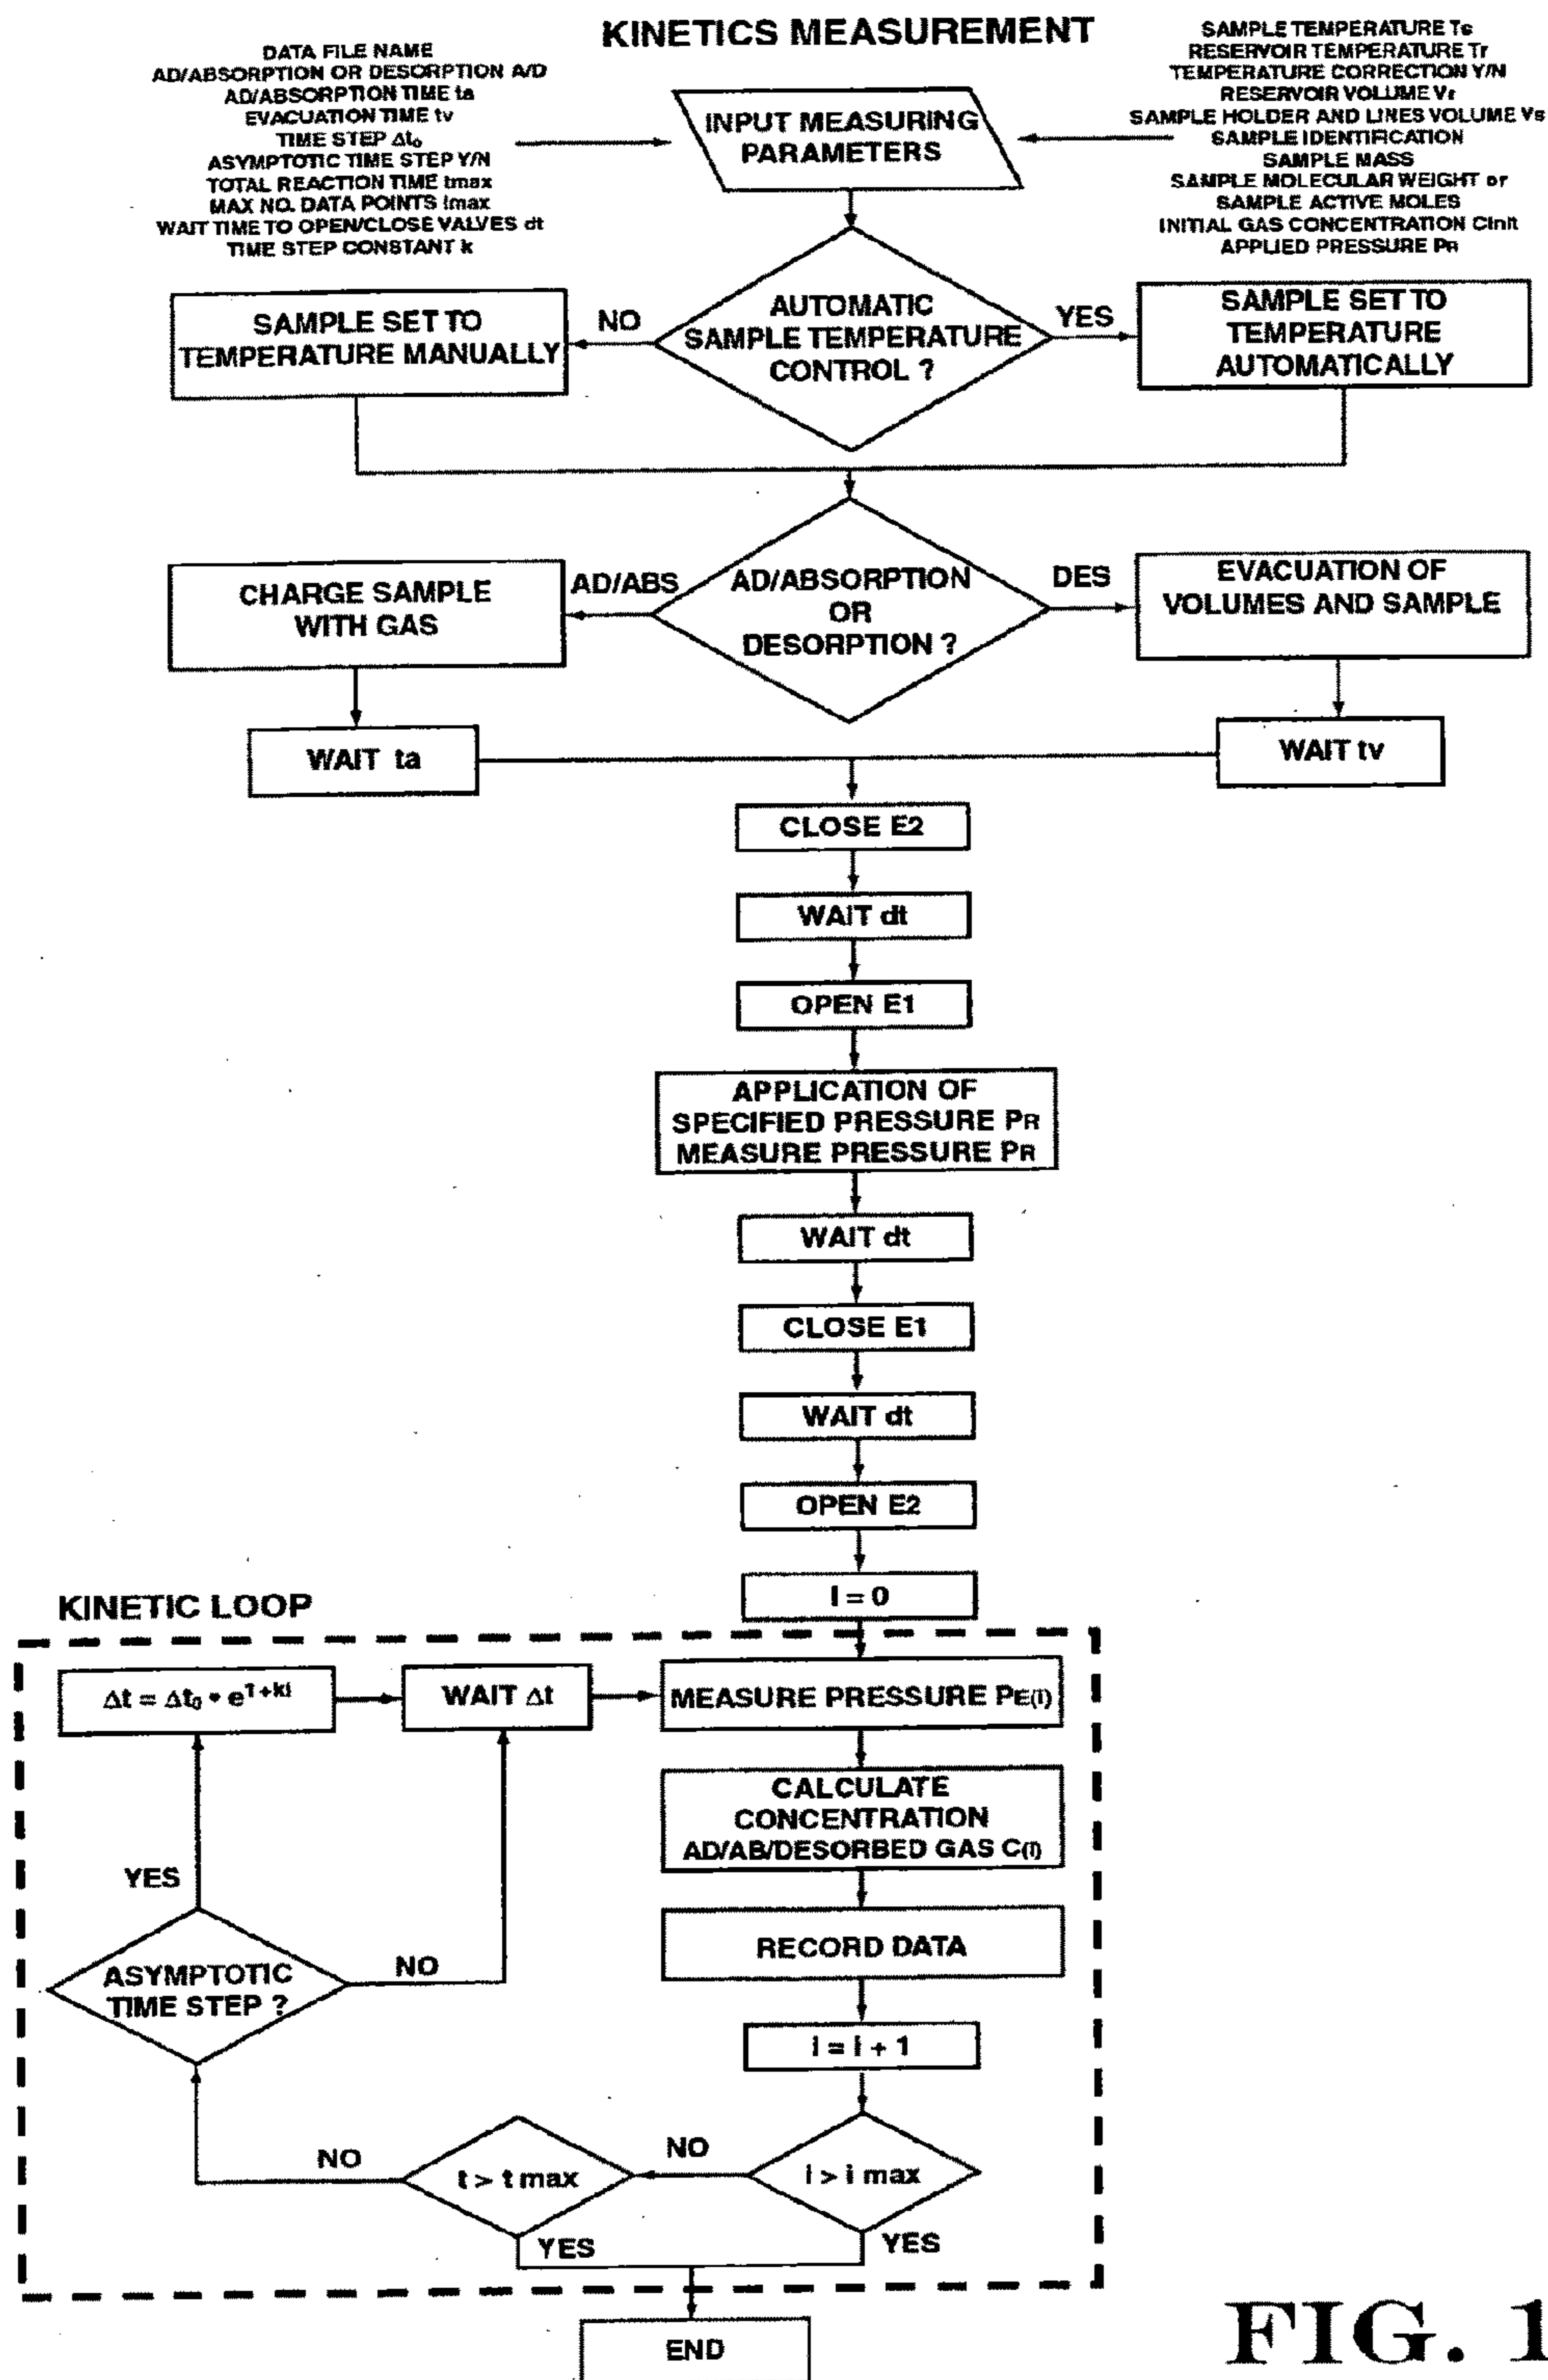 KINETICS MEASUREMENT
DATA FILE NAME
AD/ABSORPTION OR DESORPTION A/D
AD/ABSORPTION TIME ta
EVACUATION TIME tv
TIME STEP Δt₀
ASYMPTOTIC TIME STEP Y/N
TOTAL REACTION TIME tmax
MAX NO. DATA POINTS Imax
WAIT TIME TO OPEN/CLOSE VALVES dt
TIME STEP CONSTANT k
SAMPLE TEMPERATURE Ts
RESERVOIR TEMPERATURE Tr
TEMPERATURE CORRECTION Y/N
RESERVOIR VOLUME Vr
SAMPLE HOLDER AND LINES VOLUME Vs
SAMPLE IDENTIFICATION
SAMPLE MASS
SAMPLE MOLECULAR WEIGHT or
SAMPLE ACTIVE MOLES
INITIAL GAS CONCENTRATION Cinit
APPLIED PRESSURE PR
INPUT MEASURING
PARAMETERS
AUTOMATIC
SAMPLE TEMPERATURE
CONTROL ?
NO
YES
SAMPLE SET TO
TEMPERATURE MANUALLY
SAMPLE SET TO
TEMPERATURE
AUTOMATICALLY
AD/ABSORPTION
OR
DESORPTION ?
AD/ABS
DES
CHARGE SAMPLE
WITH GAS
EVACUATION OF
VOLUMES AND SAMPLE
WAIT ta
WAIT tv
CLOSE E2
WAIT dt
OPEN E1
APPLICATION OF
SPECIFIED PRESSURE PR
MEASURE PRESSURE PR
WAIT dt
CLOSE E1
WAIT dt
OPEN E2
I = 0
KINETIC LOOP
Δt = Δt₀ * e^1+ki
WAIT Δt
MEASURE PRESSURE PE(I)
CALCULATE
CONCENTRATION
AD/AB/DESORBED GAS C(I)
RECORD DATA
i = i + 1
i > i max
NO
YES
t > t max
NO
YES
ASYMPTOTIC
TIME STEP ?
YES
NO
END
FIG. 1